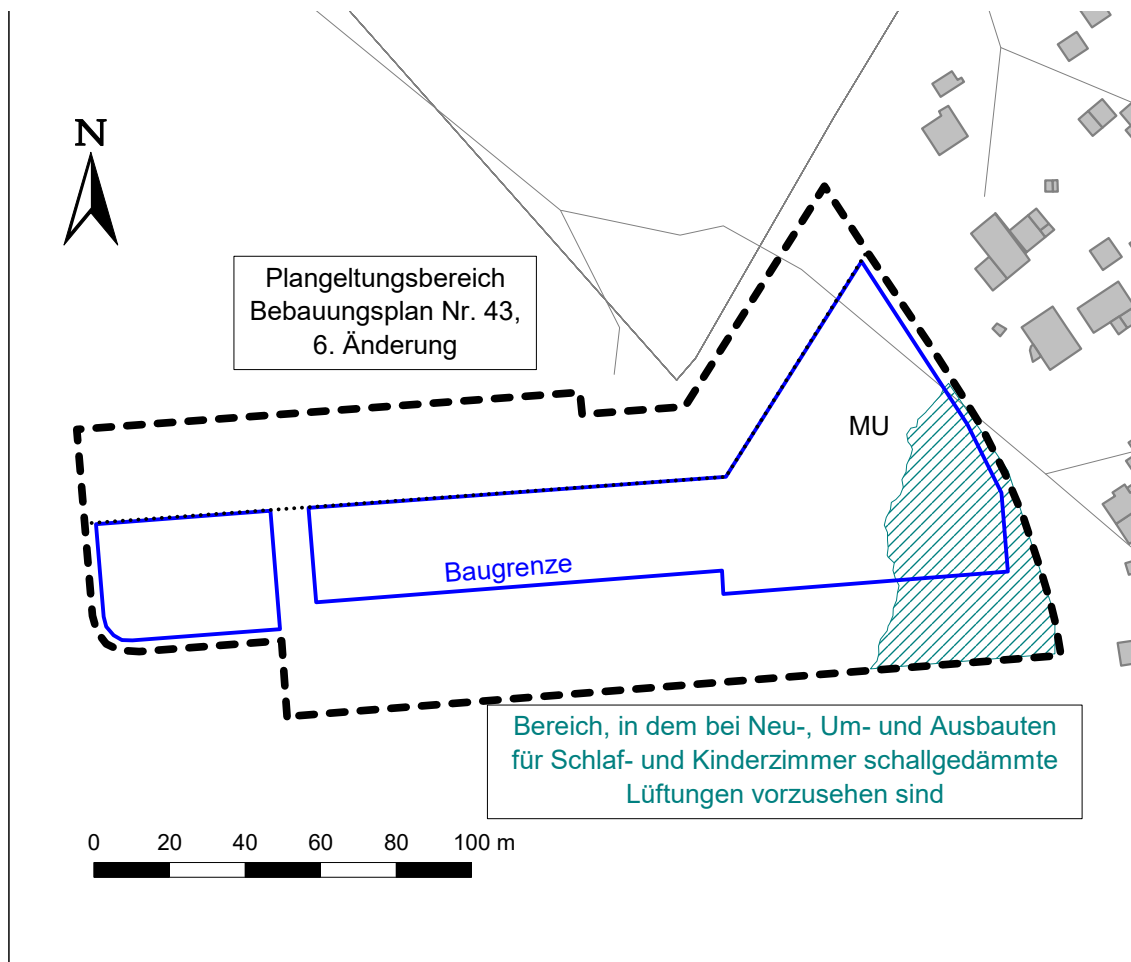 N
Plangeltungsbereich
Bebauungsplan Nr. 43,
6. Änderung
MU
Baugrenze
Bereich, in dem bei Neu-, Um- und Ausbauten
für Schlaf- und Kinderzimmer schallgedämmte
Lüftungen vorzusehen sind
0 20 40 60 80 100 m